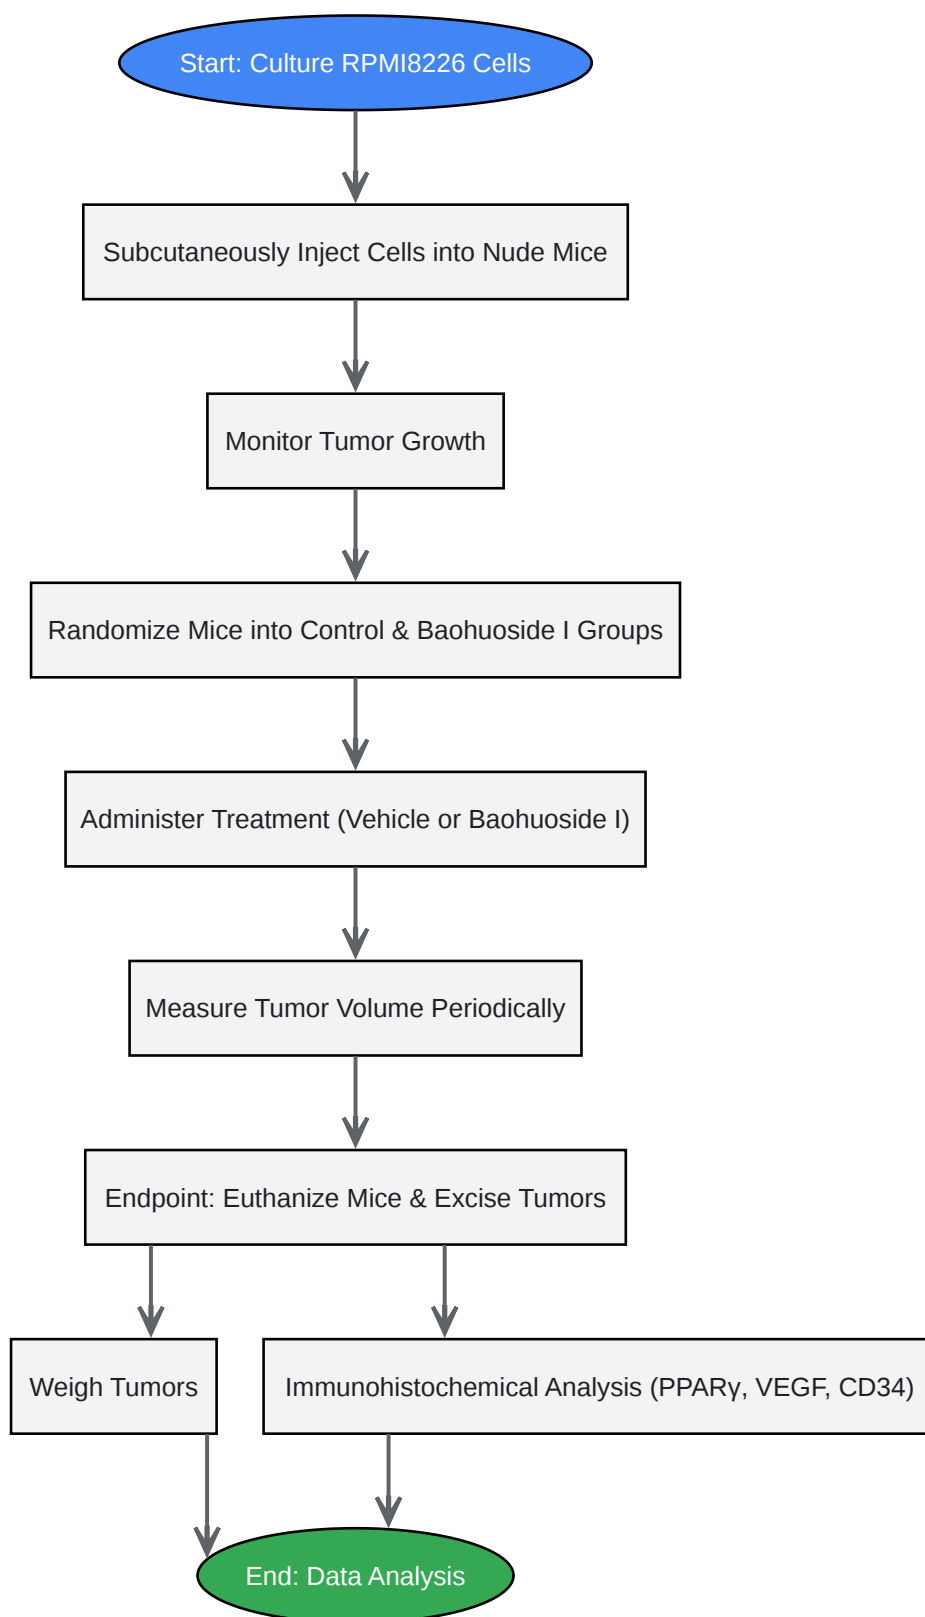 Start: Culture RPMI8226 Cells
Subcutaneously Inject Cells into Nude Mice
Monitor Tumor Growth
Randomize Mice into Control & Baohuoside I Groups
Administer Treatment (Vehicle or Baohuoside I)
Measure Tumor Volume Periodically
Endpoint: Euthanize Mice & Excise Tumors
Weigh Tumors
Immunohistochemical Analysis (PPARγ, VEGF, CD34)
End: Data Analysis